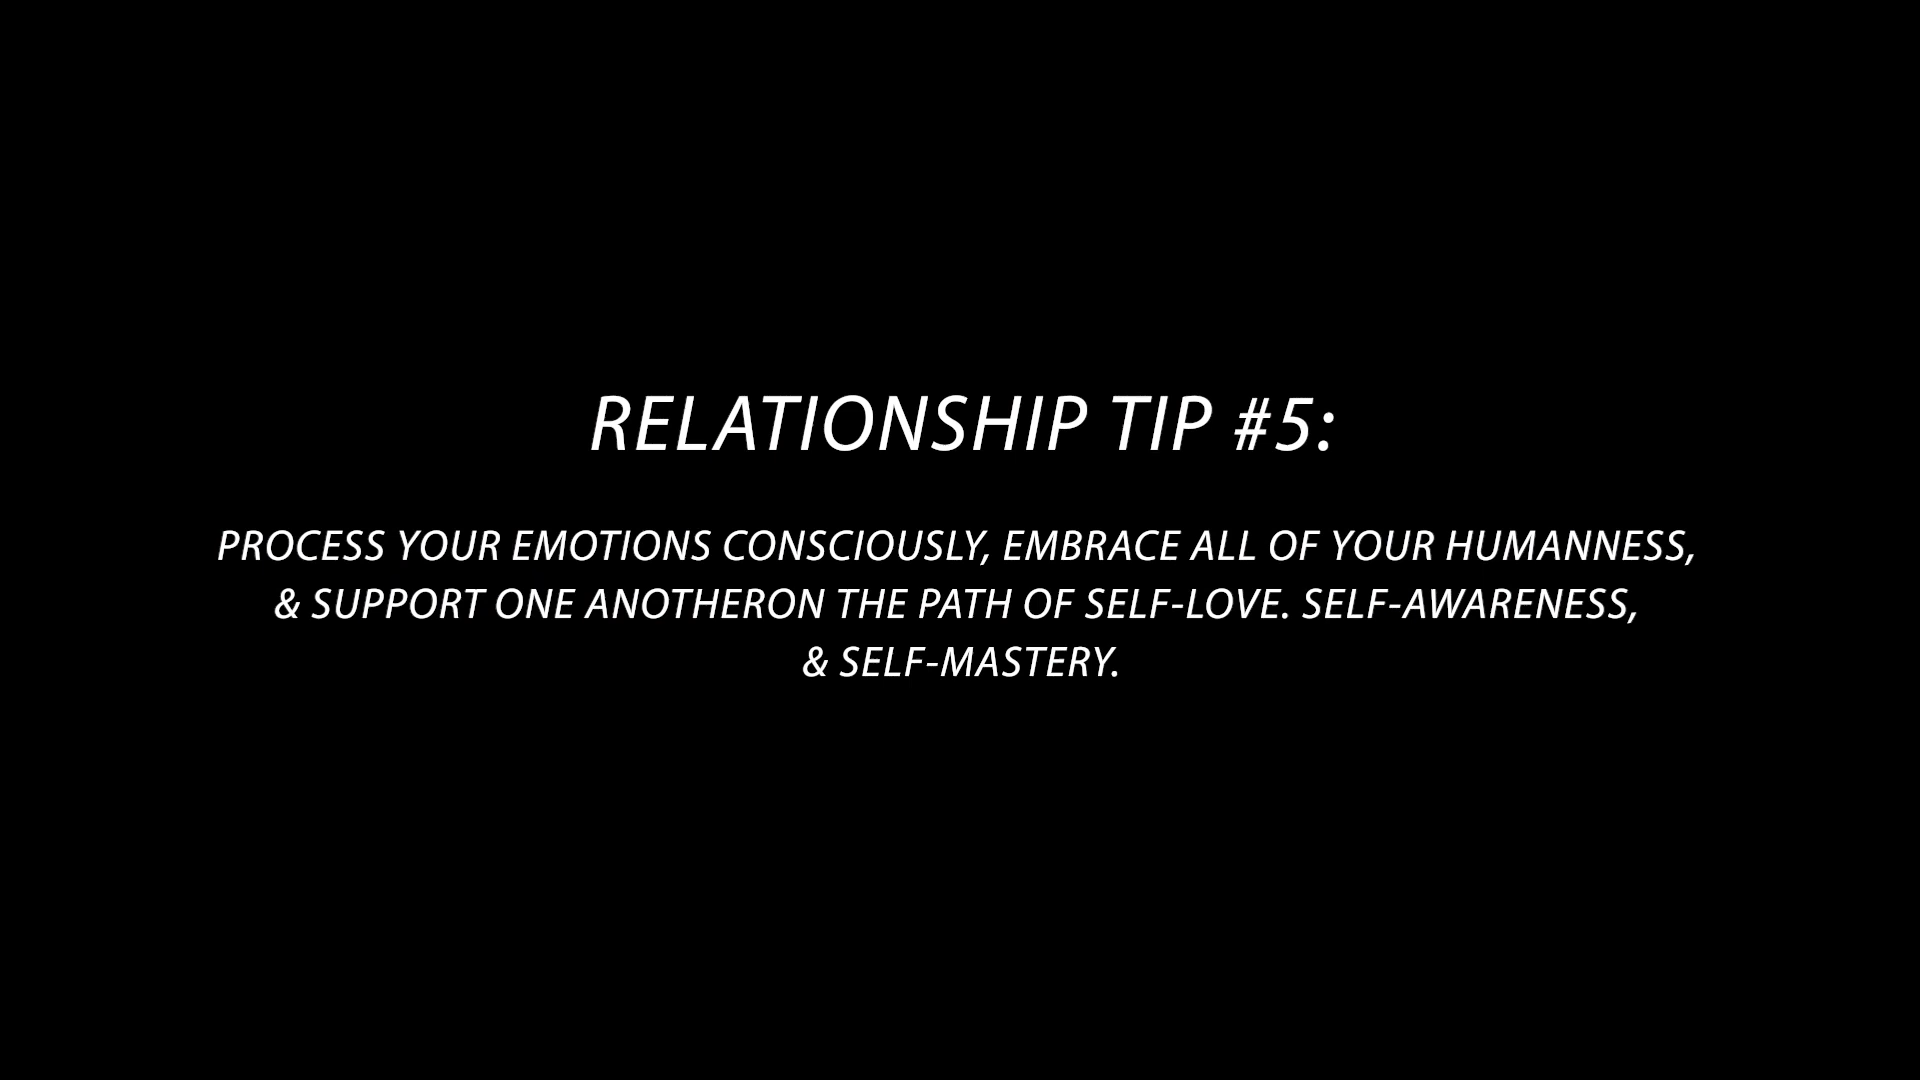 RELATIONSHIP TIP #5:
PROCESS YOUR EMOTIONS CONSCIOUSLY, EMBRACE ALL OF YOUR HUMANNESS,
& SUPPORT ONE ANOTHERON THE PATH OF SELF-LOVE. SELF-AWARENESS,
& SELF-MASTERY.